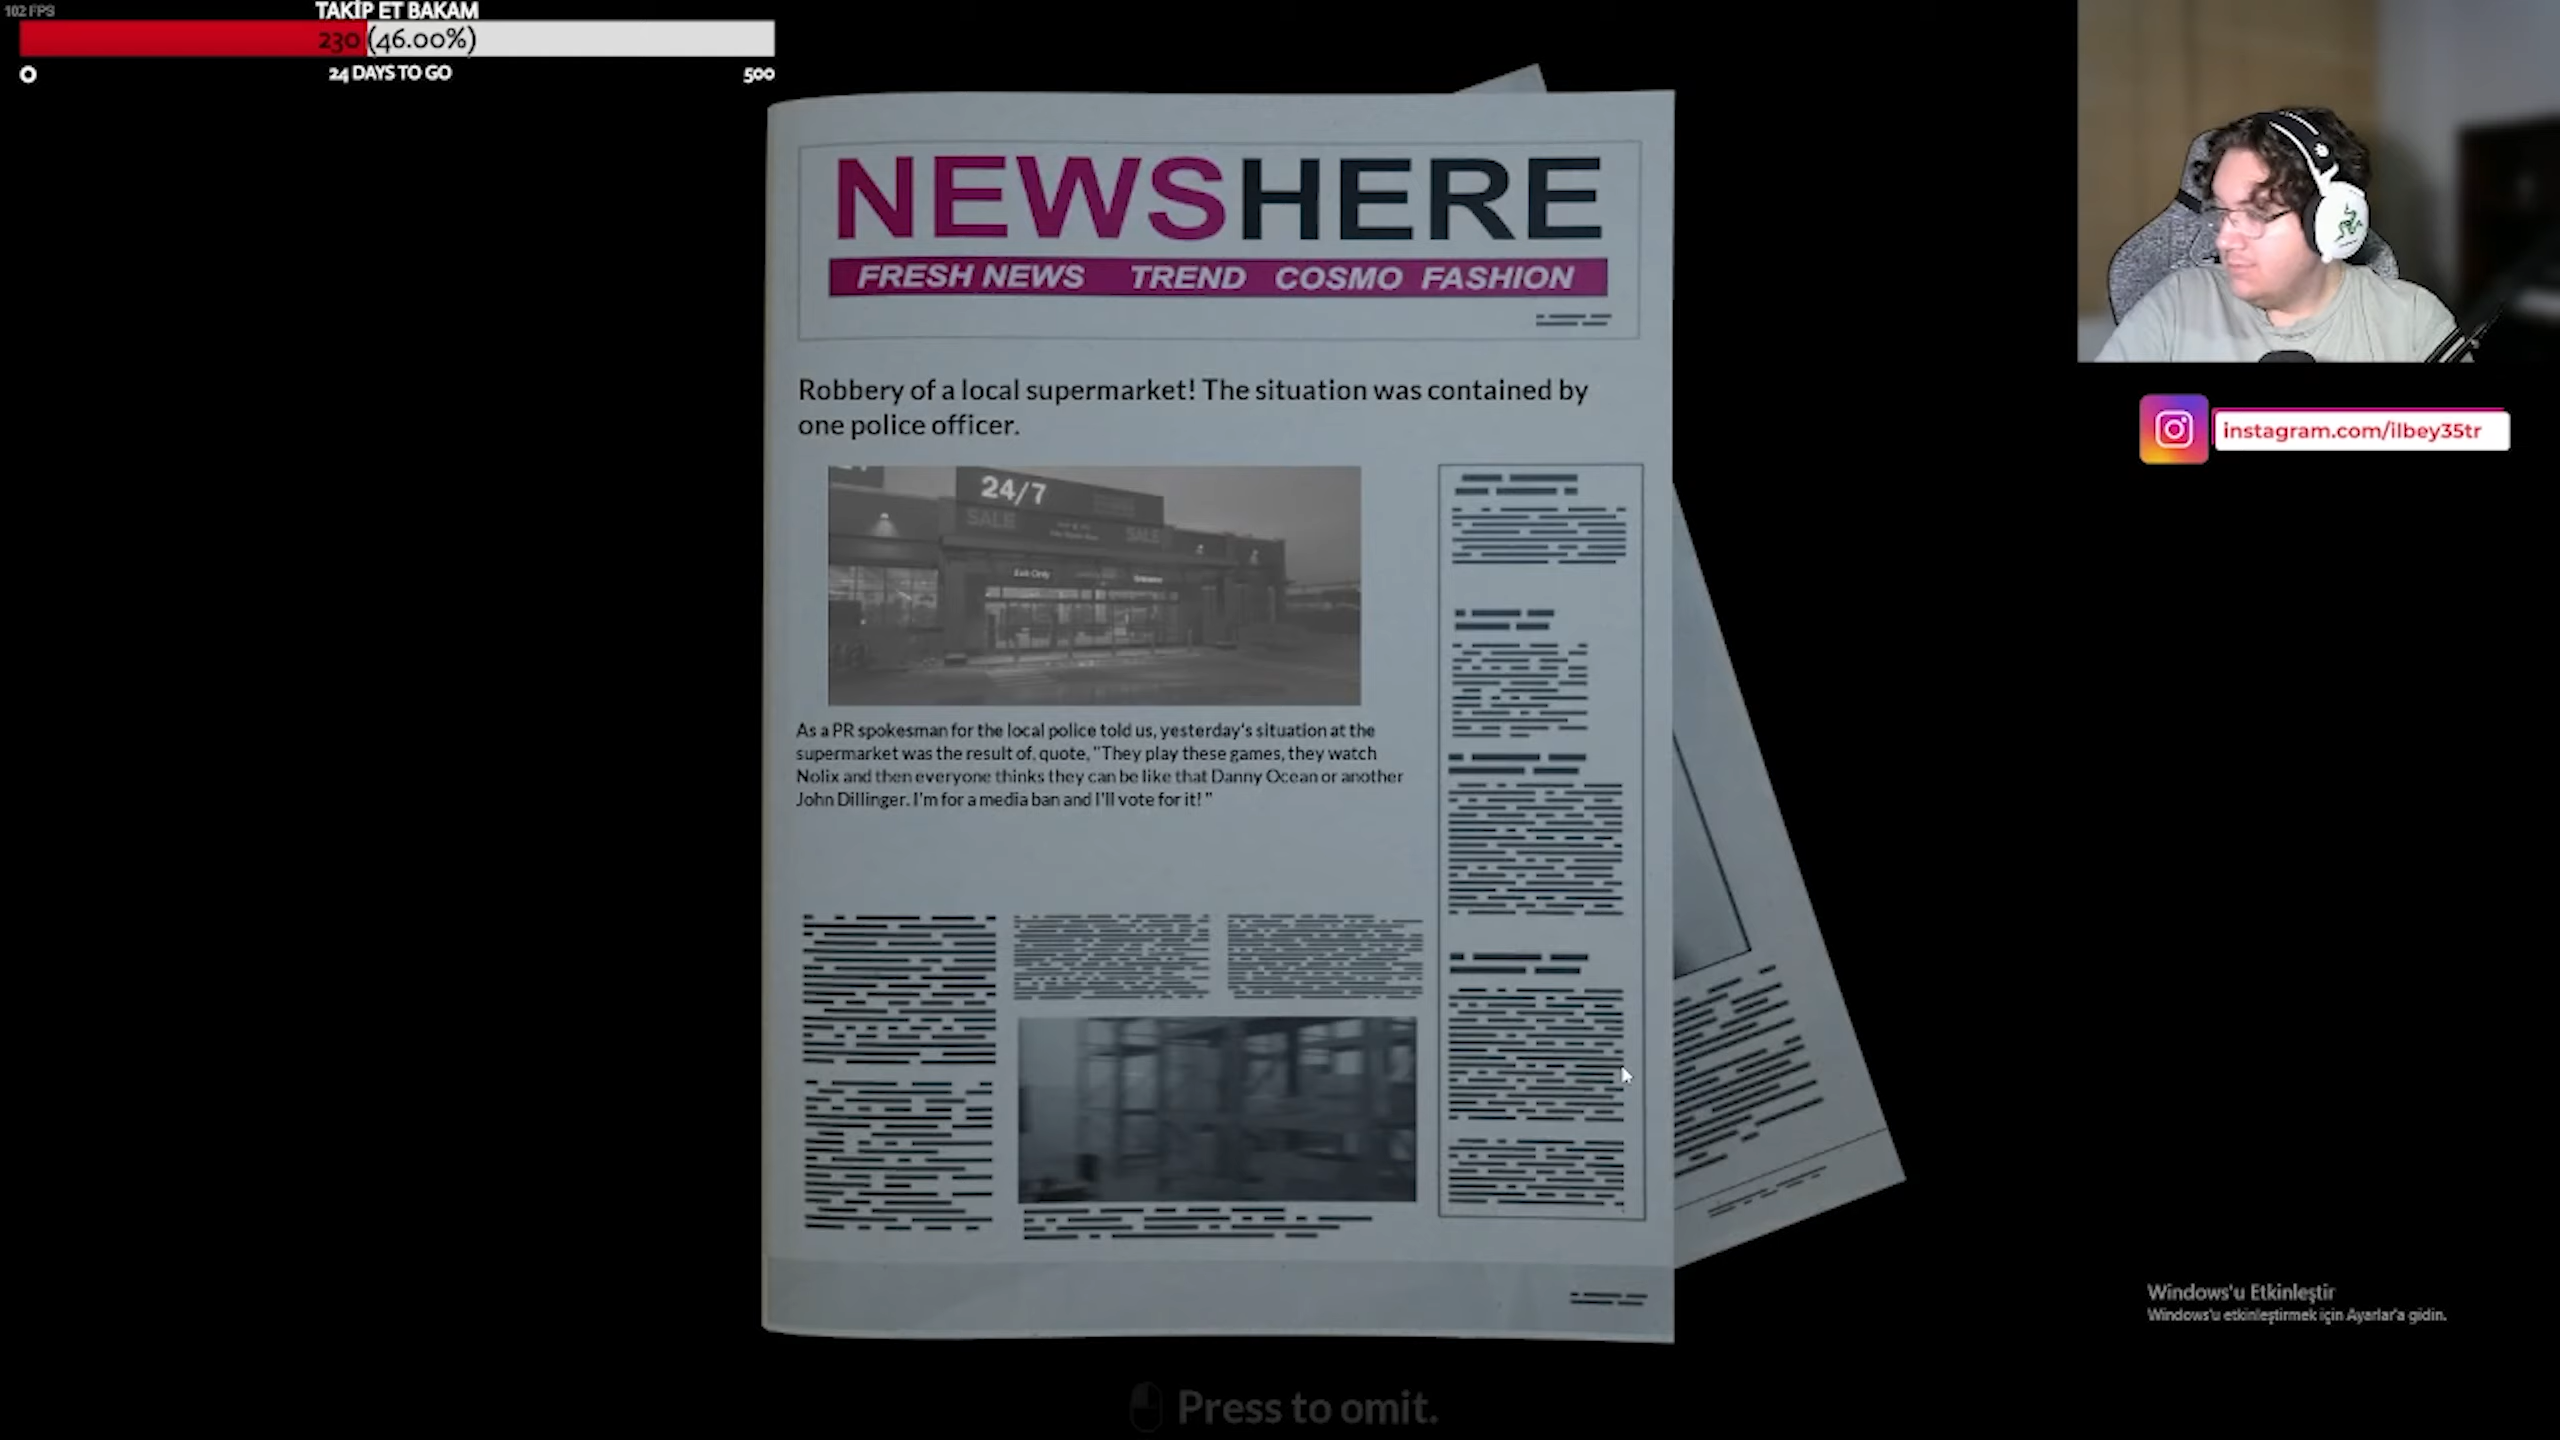 102 FPS
TAKİP ET BAKAM
230 (46.00%)
0
24 DAYS TO GO
500
NEWSHERE
FRESH NEWS TREND COSMO FASHION
Robbery of a local supermarket! The situation was contained by
one police officer.
24/7
SALE
SALE
Exit Only
Entrance
As a PR spokesman for the local police told us, yesterday's situation at the
supermarket was the result of, quote, "They play these games, they watch
Nolix and then everyone thinks they can be like that Danny Ocean or another
John Dillinger. I'm for a media ban and I'll vote for it! "
instagram.com/ilbey35tr
Windows'u Etkinleştir
Windows'u etkinleştirmek için Ayarlar'a gidin.
Press to omit.